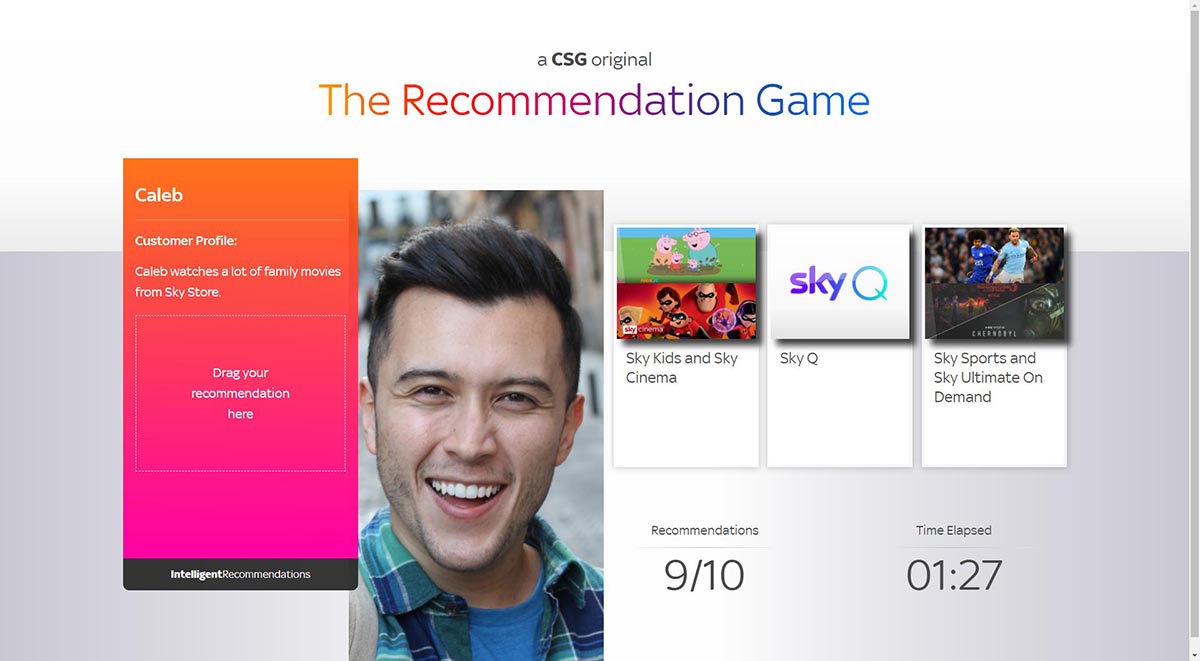 a CSG original
The Recommendation Game
Caleb
Customer Profile:
Caleb watches a lot of family movies
from Sky Store.
Drag your
recommendation
here
IntelligentRecommendations
sky cinema
Sky Kids and Sky
Cinema
sky Q
Sky Q
CHERNOBYL
Sky Sports and
Sky Ultimate On
Demand
Recommendations
9/10
Time Elapsed
01:27